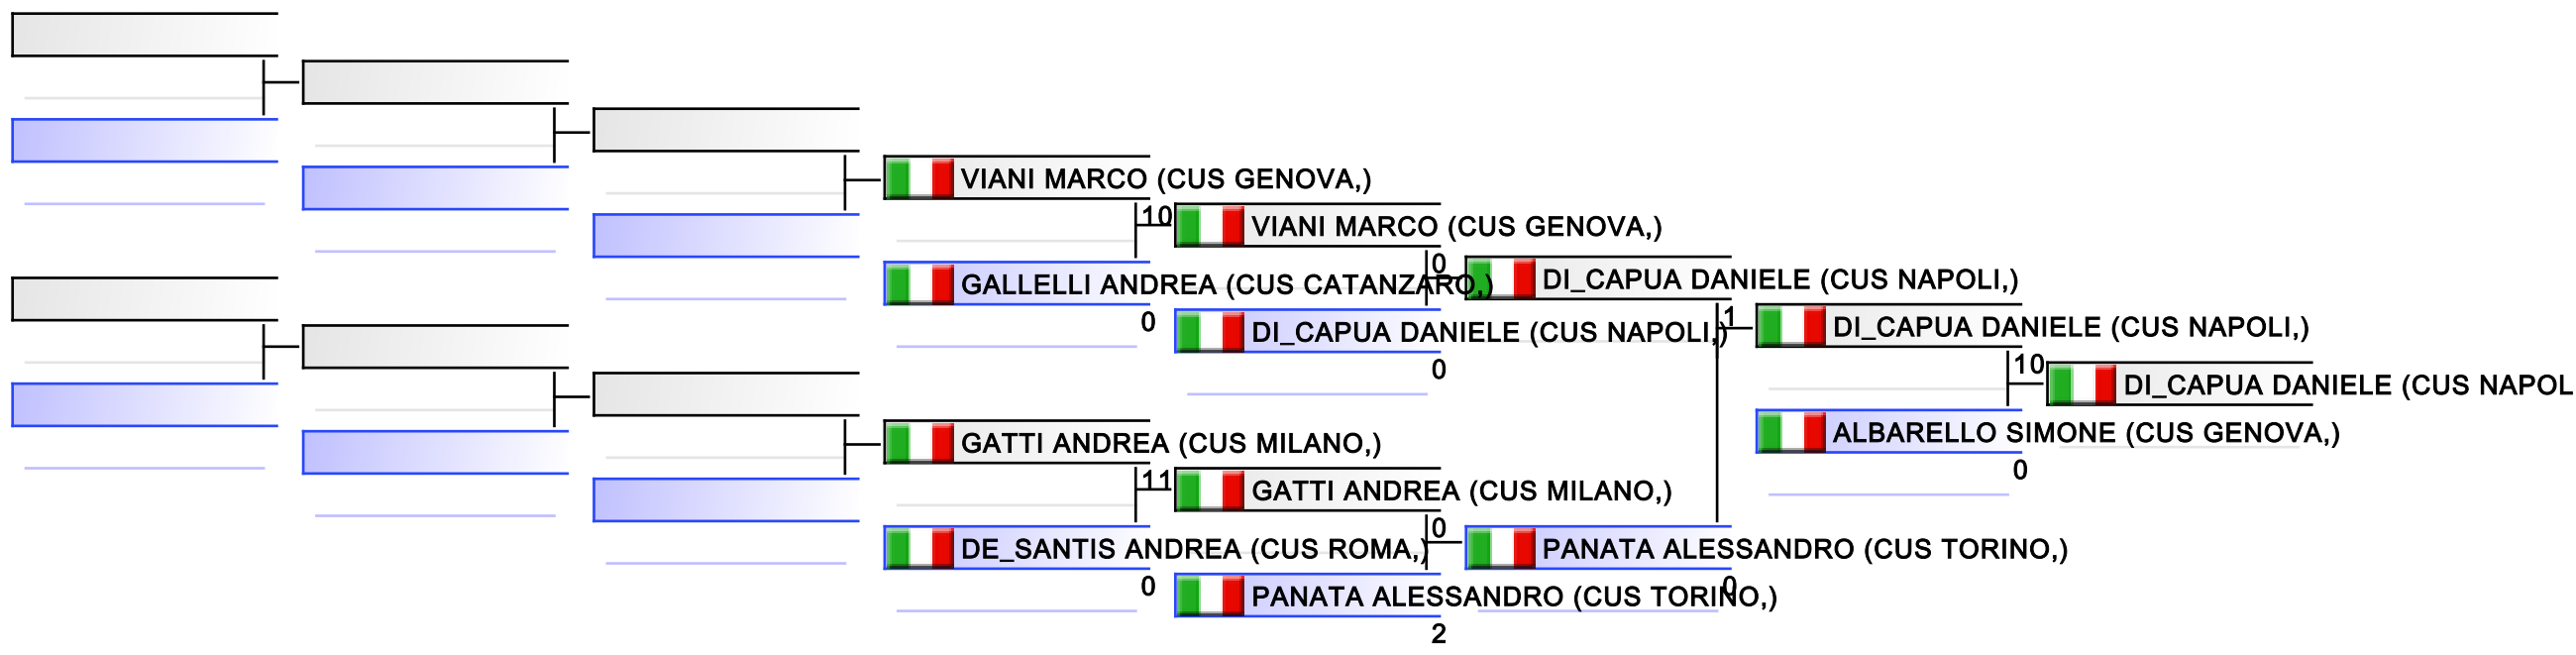 VIANI MARCO (CUS GENOVA,)
10
VIANI MARCO (CUS GENOVA,)
0
GALLELLI ANDREA (CUS CATANZARO,)
0
DI_CAPUA DANIELE (CUS NAPOLI,)
DI_CAPUA DANIELE (CUS NAPOLI,)
0
1
DI_CAPUA DANIELE (CUS NAPOLI,)
10
DI_CAPUA DANIELE (CUS NAPOL
ALBARELLO SIMONE (CUS GENOVA,)
0
GATTI ANDREA (CUS MILANO,)
11
GATTI ANDREA (CUS MILANO,)
0
DE_SANTIS ANDREA (CUS ROMA,)
0
PANATA ALESSANDRO (CUS TORINO,)
0
PANATA ALESSANDRO (CUS TORINO,)
2